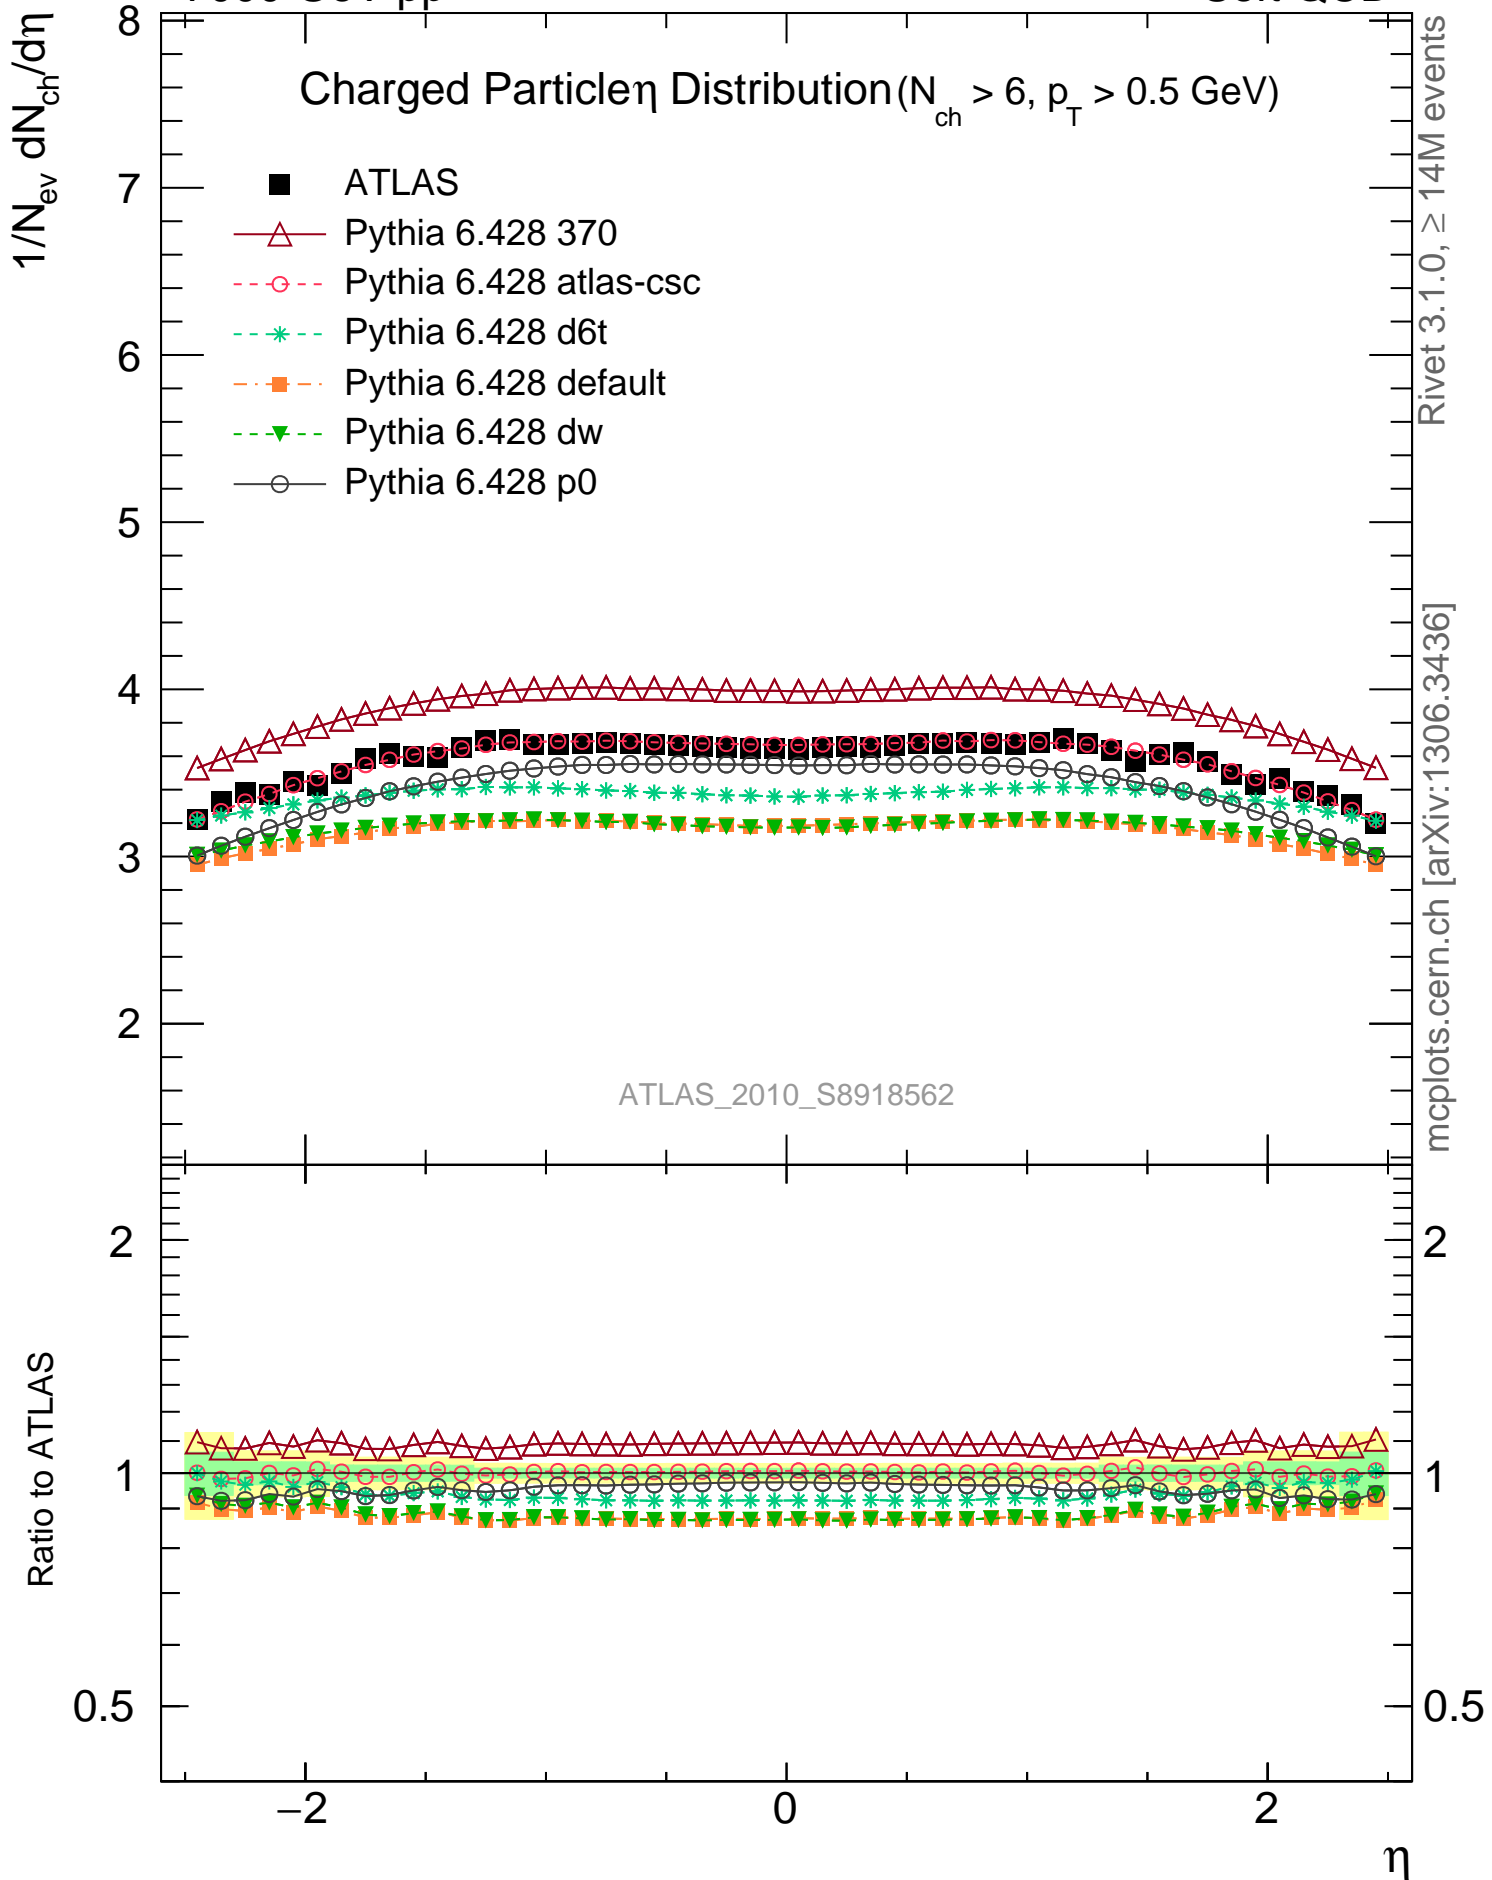 1/N_ev dN_ch/dη
Charged Particle η Distribution (N_ch > 6, p_T > 0.5 GeV)
ATLAS
Pythia 6.428 370
Pythia 6.428 atlas-csc
Pythia 6.428 d6t
Pythia 6.428 default
Pythia 6.428 dw
Pythia 6.428 p0
8
7
6
5
4
3
2
ATLAS_2010_S8918562
Rivet 3.1.0, ≥ 14M events
mcplots.cern.ch [arXiv:1306.3436]
Ratio to ATLAS
2
1
0.5
2
1
0.5
−2
0
2
η